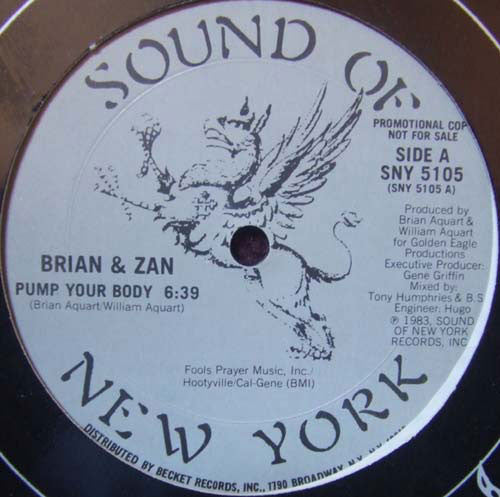 SOUND OF
PROMOTIONAL COP
NOT FOR SALE
SIDE A
SNY 5105
(SNY 5105 A)
Produced by
Brian Aquart &
William Aquart
for Golden Eagle
Productions
Executive Producer:
Gene Griffin
Mixed by:
Tony Humphries & B.S
Engineer: Hugo
℗ 1983, SOUND
OF NEW YORK
RECORDS, INC
BRIAN & ZAN
PUMP YOUR BODY 6:39
(Brian Aquart/William Aquart)
Fools Prayer Music, Inc./
Hootyville/Cal-Gene (BMI)
NEW YORK
DISTRIBUTED BY BECKET RECORDS, INC., 1790 BROADWAY, N.Y., N.Y.